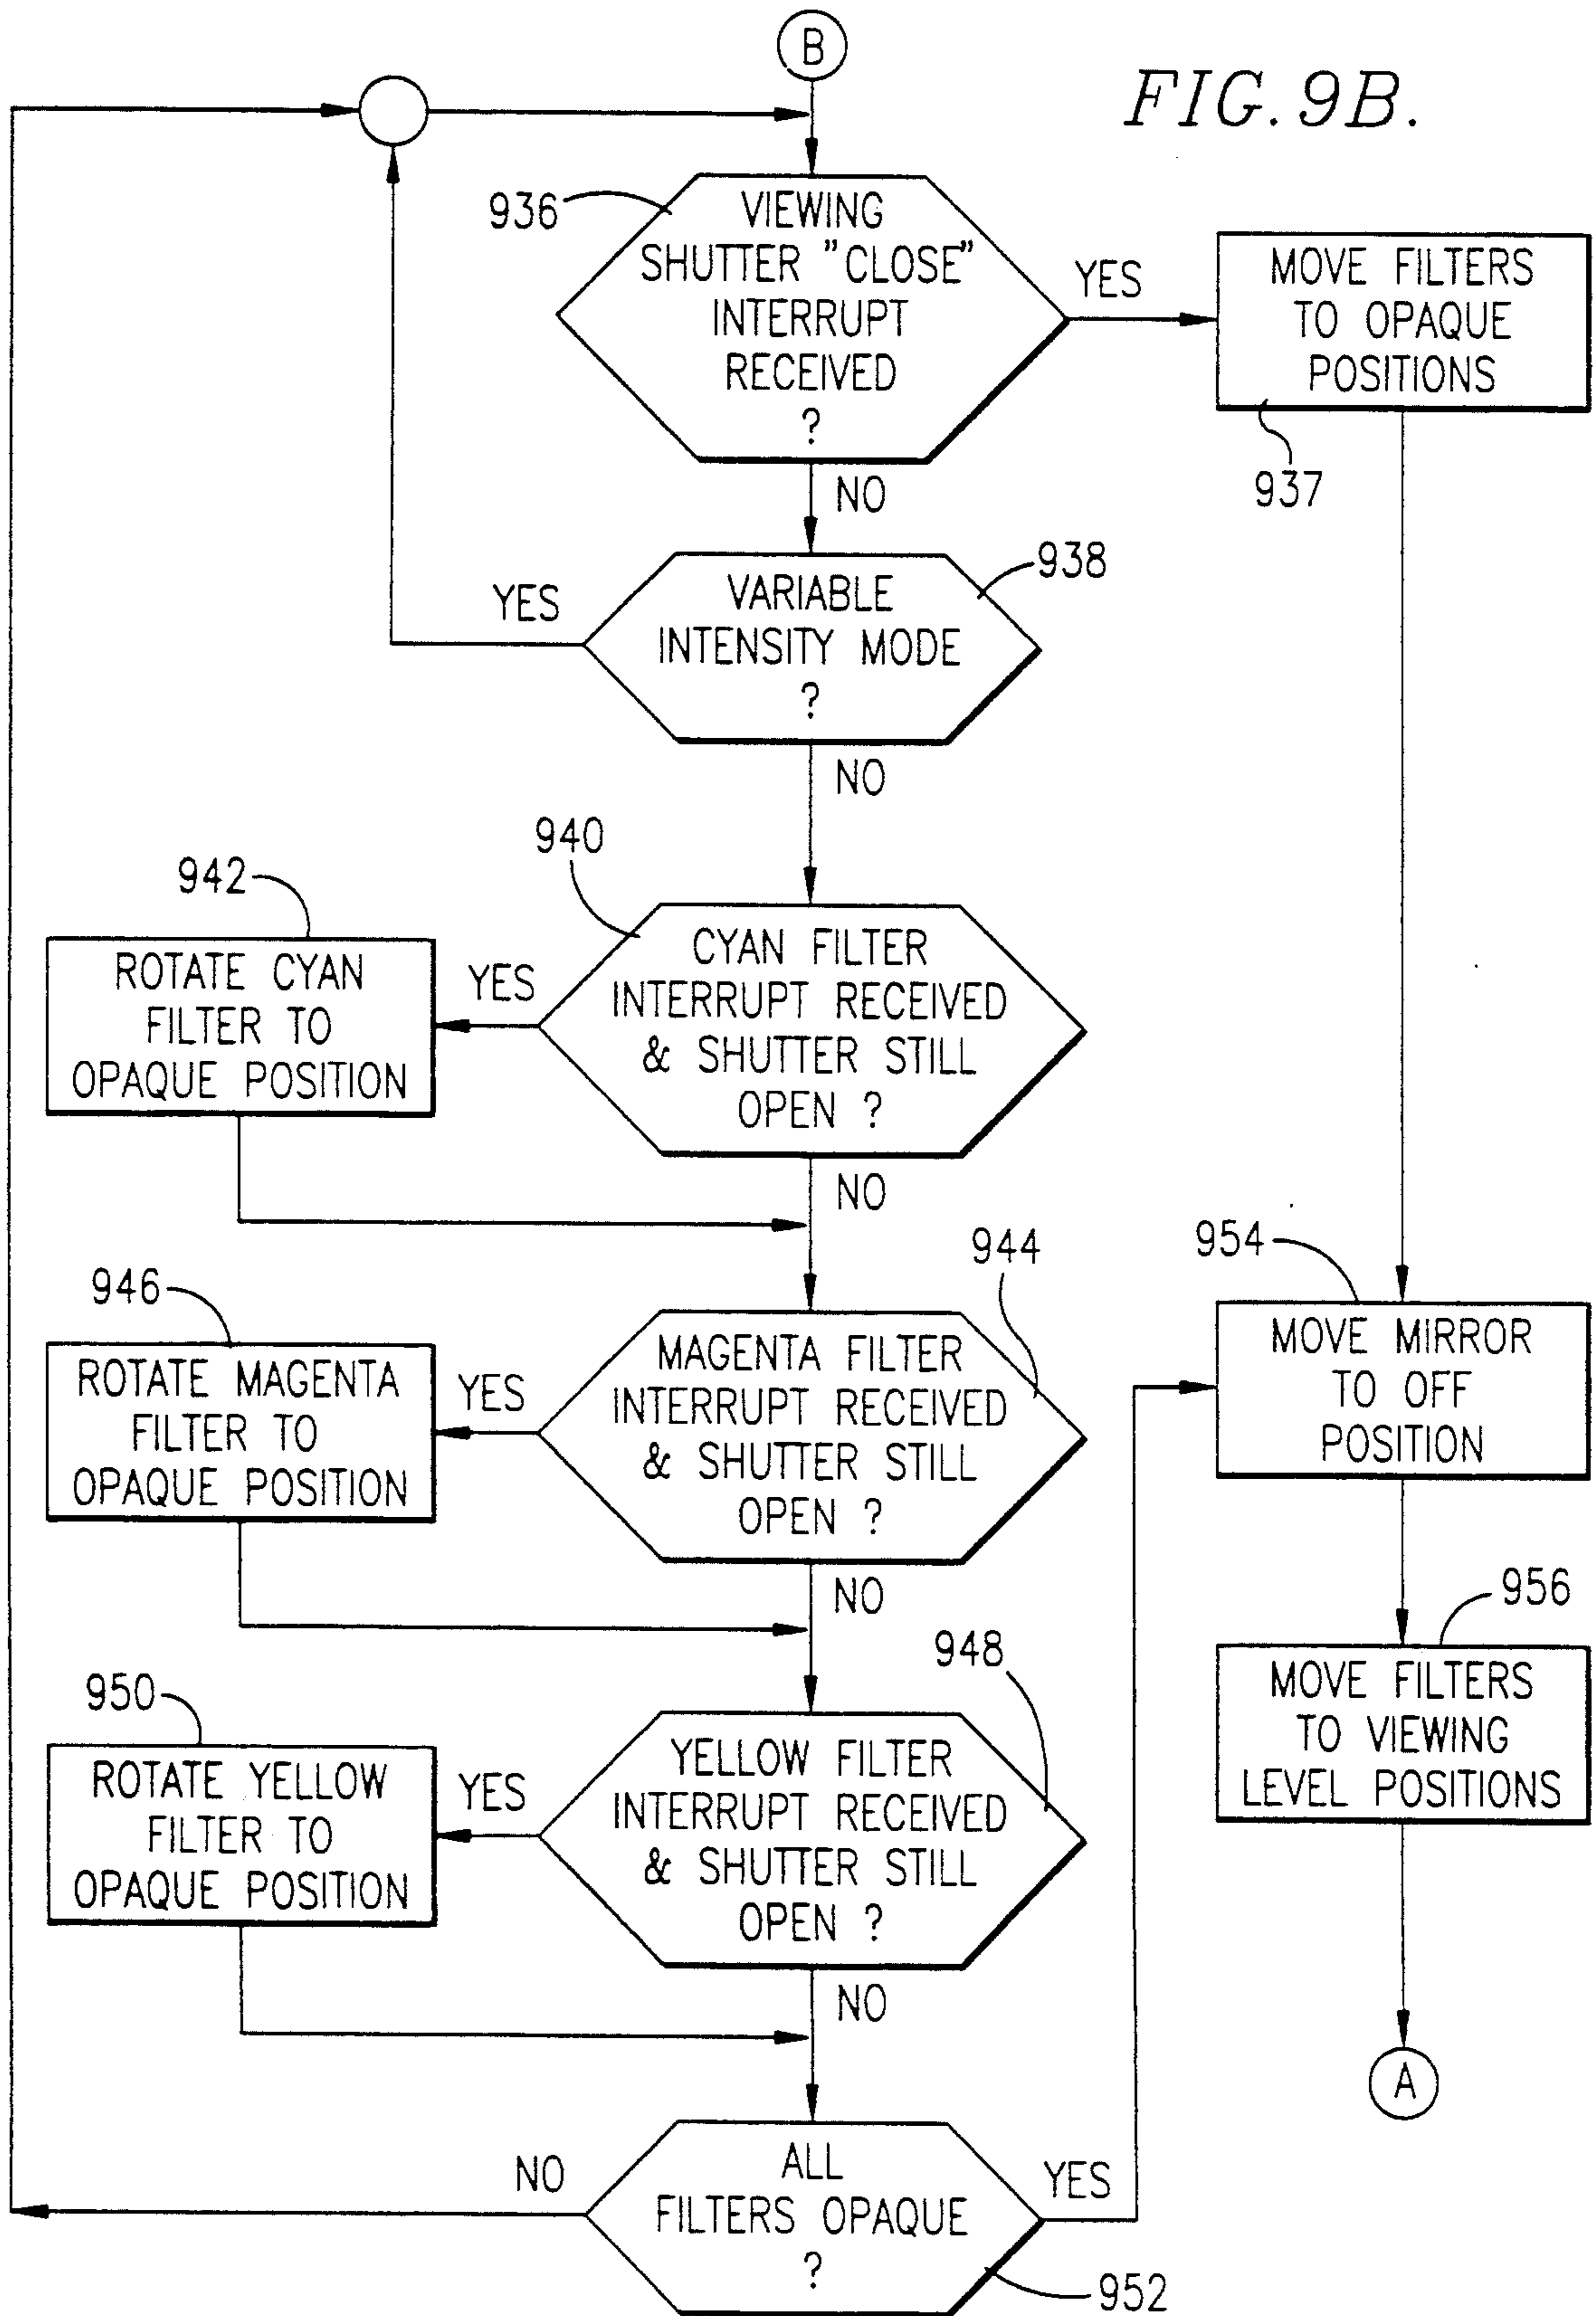 B
FIG. 9B.
936
VIEWING
SHUTTER "CLOSE"
INTERRUPT
RECEIVED
?
YES
MOVE FILTERS
TO OPAQUE
POSITIONS
937
NO
938
VARIABLE
INTENSITY MODE
?
YES
NO
940
CYAN FILTER
INTERRUPT RECEIVED
& SHUTTER STILL
OPEN ?
YES
942
ROTATE CYAN
FILTER TO
OPAQUE POSITION
NO
944
MAGENTA FILTER
INTERRUPT RECEIVED
& SHUTTER STILL
OPEN ?
YES
946
ROTATE MAGENTA
FILTER TO
OPAQUE POSITION
NO
948
YELLOW FILTER
INTERRUPT RECEIVED
& SHUTTER STILL
OPEN ?
YES
950
ROTATE YELLOW
FILTER TO
OPAQUE POSITION
NO
ALL
FILTERS OPAQUE
?
952
NO
YES
954
MOVE MIRROR
TO OFF
POSITION
956
MOVE FILTERS
TO VIEWING
LEVEL POSITIONS
A